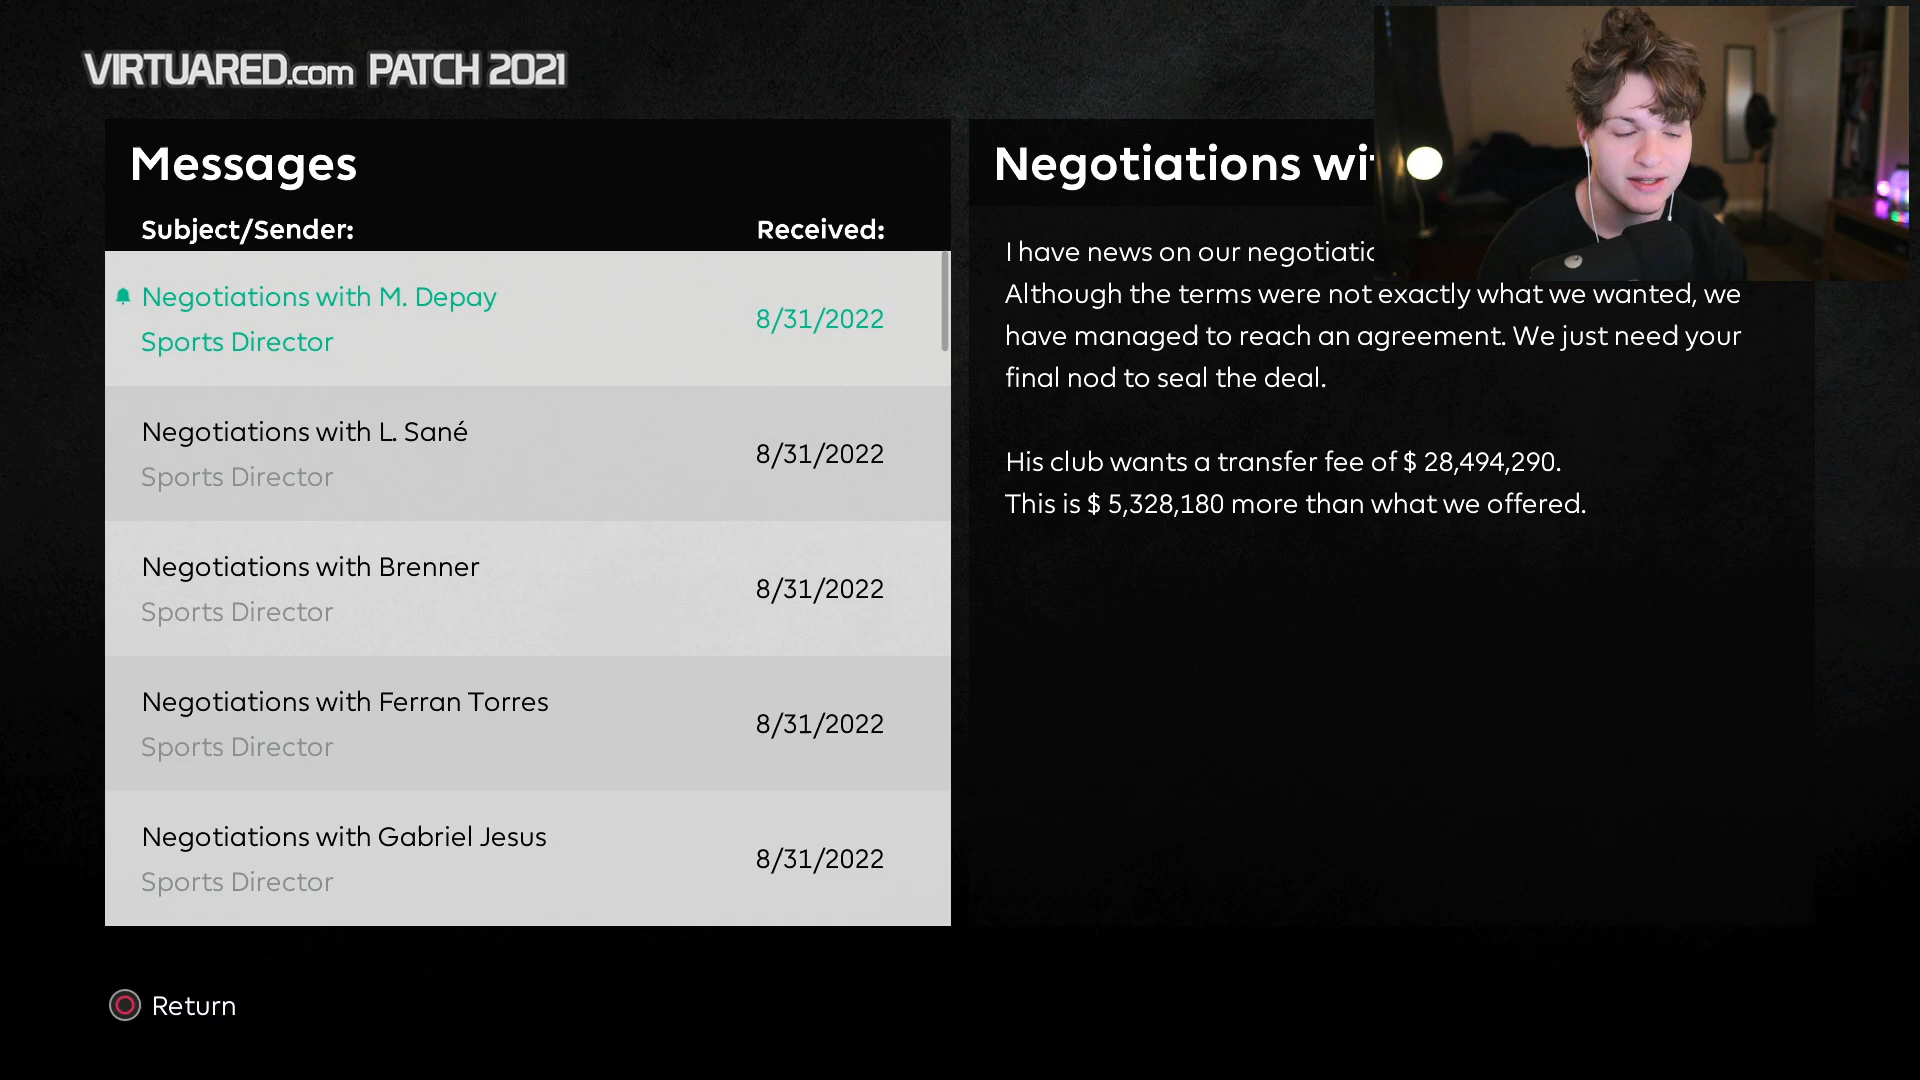 VIRTUARED.com PATCH 2021
Messages
Subject/Sender: Received:
Negotiations with M. Depay
Sports Director
8/31/2022
Negotiations with L. Sané
Sports Director
8/31/2022
Negotiations with Brenner
Sports Director
8/31/2022
Negotiations with Ferran Torres
Sports Director
8/31/2022
Negotiations with Gabriel Jesus
Sports Director
8/31/2022
Negotiations
I have news on our
Although the terms were not exactly what we wanted, we
have managed to reach an agreement. We just need your
final nod to seal the deal.
His club wants a transfer fee of $ 28,494,290.
This is $ 5,328,180 more than what we offered.
Return